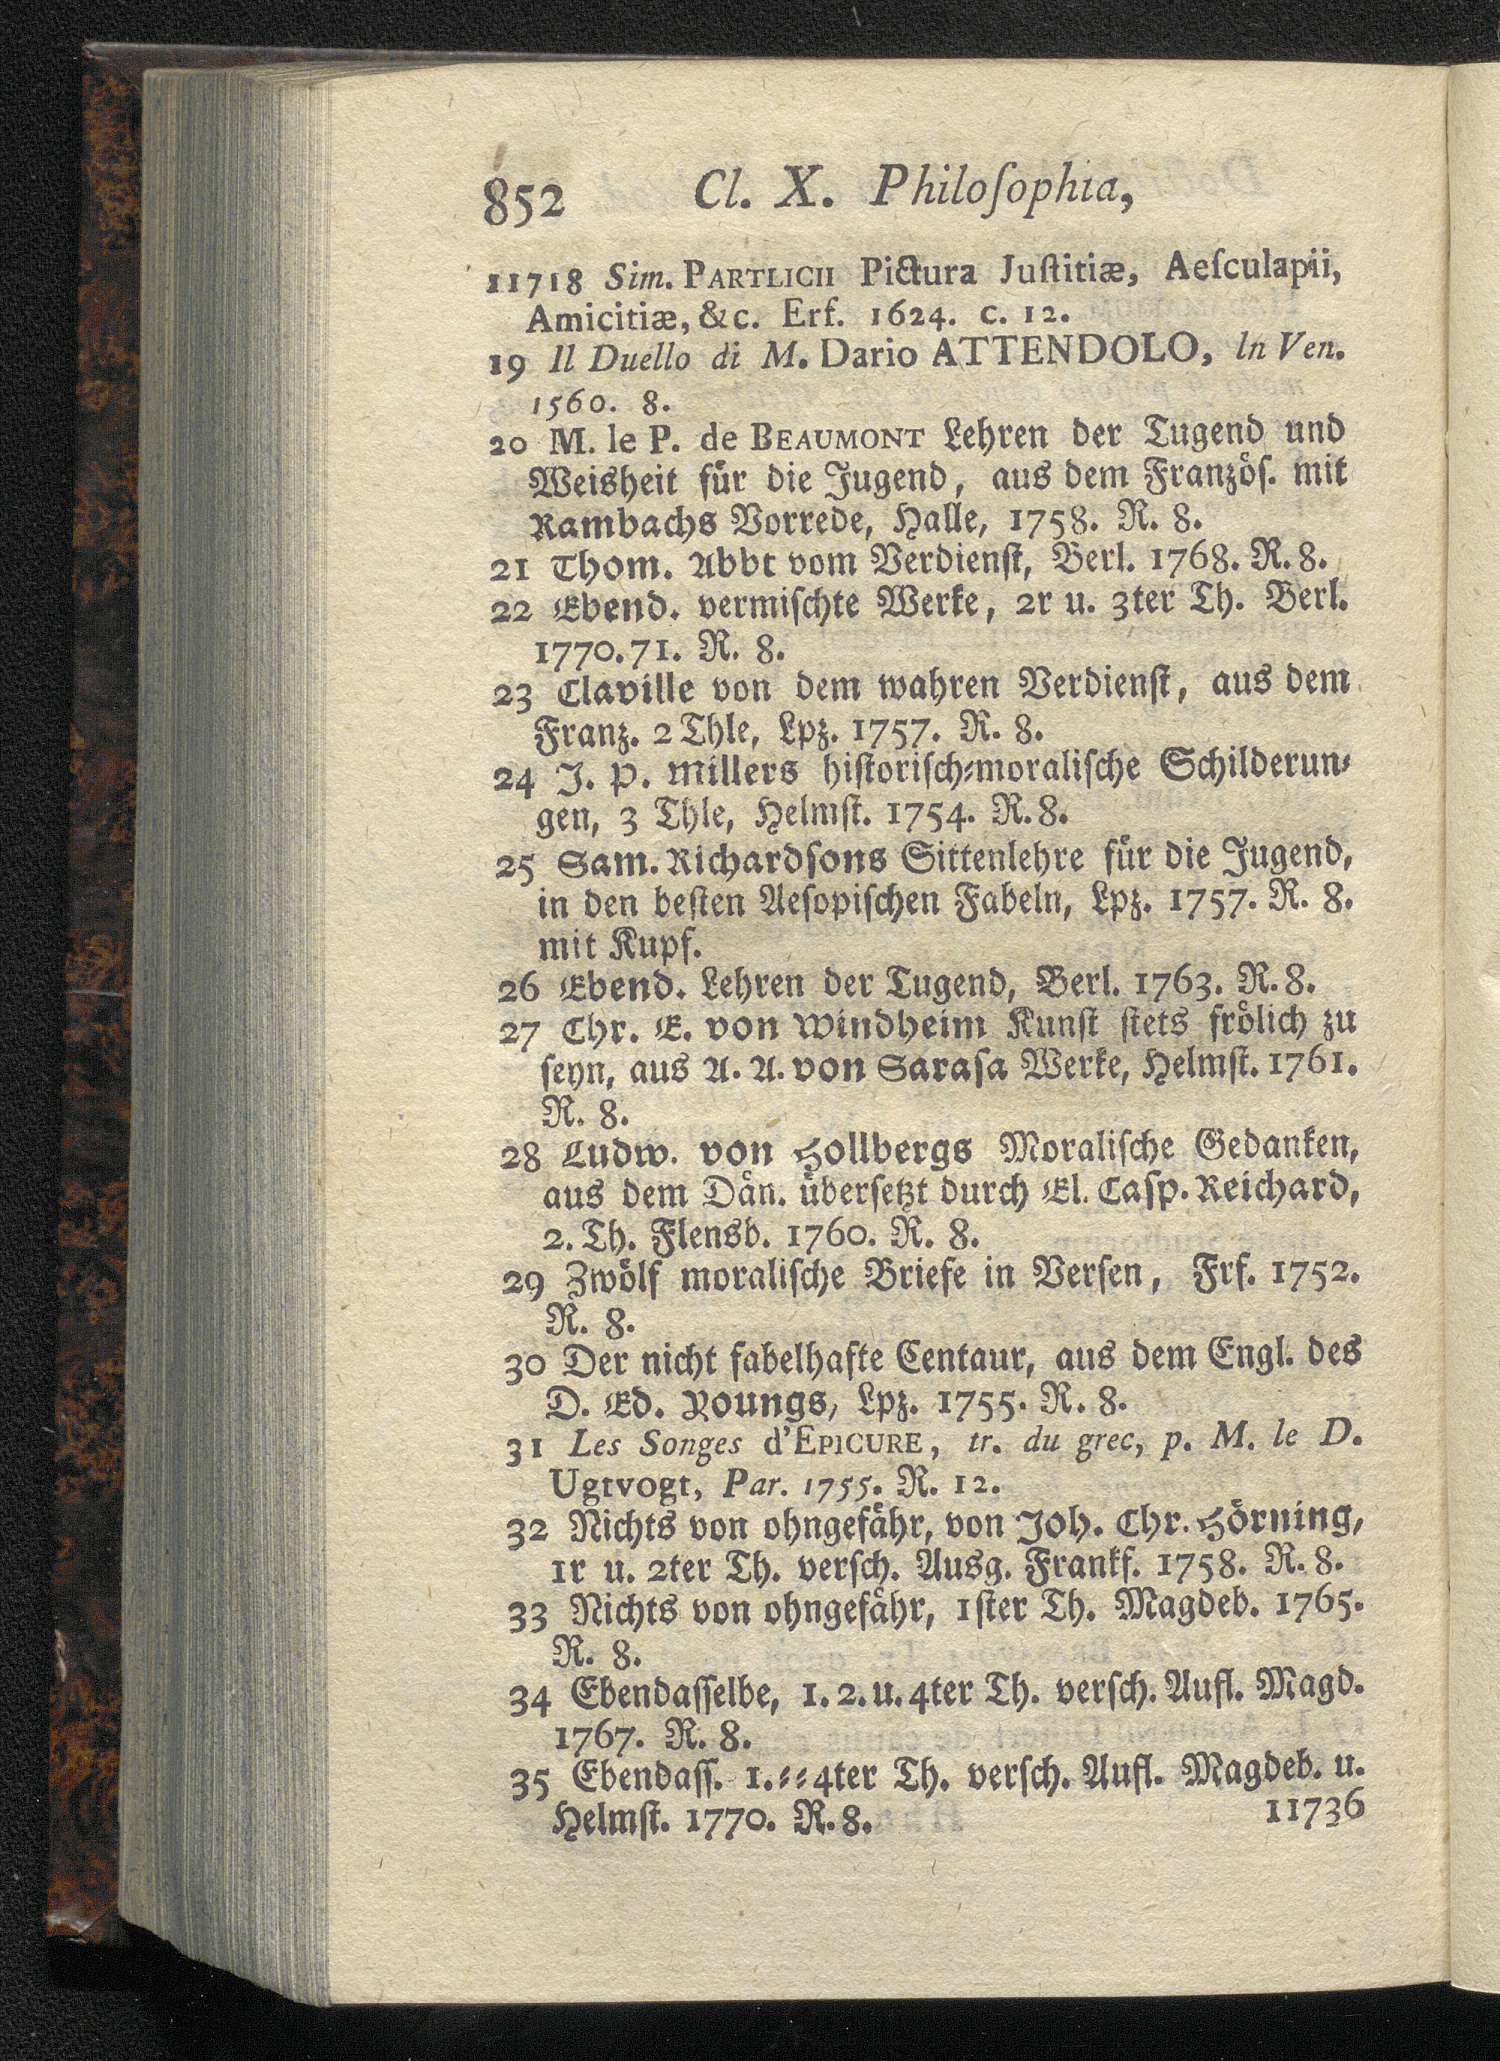 852 Cl. X. Philoſophia,
11718 Sim. PARTLICII Pictura Juſtitiæ, Aeſculapii,
Amicitiæ, &c. Erf. 1624. c. 12.
19 Il Duello di M. Dario ATTENDOLO, In Ven.
1560. 8.
20 M. le P. de BEAUMONT Lehren der Tugend und
Weisheit für die Jugend, aus dem Französ. mit
Rambachs Vorrede, Halle, 1758. R. 8.
21 Thom. Abbt vom Verdienſt, Berl. 1768. R. 8.
22 Ebend. vermiſchte Werke, 2r u. 3ter Th. Berl.
1770. 71. R. 8.
23 Claville von dem wahren Verdienſt, aus dem
Franz. 2 Thle, Lpz. 1757. R. 8.
24 J. P. Millers hiſtoriſch-moraliſche Schilderun-
gen, 3 Thle, Helmſt. 1754. R. 8.
25 Sam. Richardſons Sittenlehre für die Jugend,
in den beſten Aeſopiſchen Fabeln, Lpz. 1757. R. 8.
mit Kupf.
26 Ebend. Lehren der Tugend, Berl. 1763. R. 8.
27 Chr. E. von Windheim Kunſt ſtets frölich zu
ſeyn, aus A. A. von Saraſa Werke, Helmſt. 1761.
R. 8.
28 Ludw. von Hollbergs Moraliſche Gedanken,
aus dem Dän. überſetzt durch El. Caſp. Reichard,
2. Th. Flensb. 1760. R. 8.
29 Zwölf moraliſche Briefe in Verſen, Frf. 1752.
R. 8.
30 Der nicht fabelhafte Centaur, aus dem Engl. des
D. Ed. Youngs, Lpz. 1755. R. 8.
31 Les Songes d'EPICURE, tr. du grec, p. M. le D.
Ugtvogt, Par. 1755. R. 12.
32 Nichts von ohngefähr, von Joh. Chr. Hörning,
1r u. 2ter Th. verſch. Ausg. Frankf. 1758. R. 8.
33 Nichts von ohngefähr, 1ſter Th. Magdeb. 1765.
R. 8.
34 Ebendaſſelbe, 1. 2. u. 4ter Th. verſch. Aufl. Magd.
1767. R. 8.
35 Ebendaſſ. 1.--4ter Th. verſch. Aufl. Magdeb. u.
Helmſt. 1770. R. 8.
11736